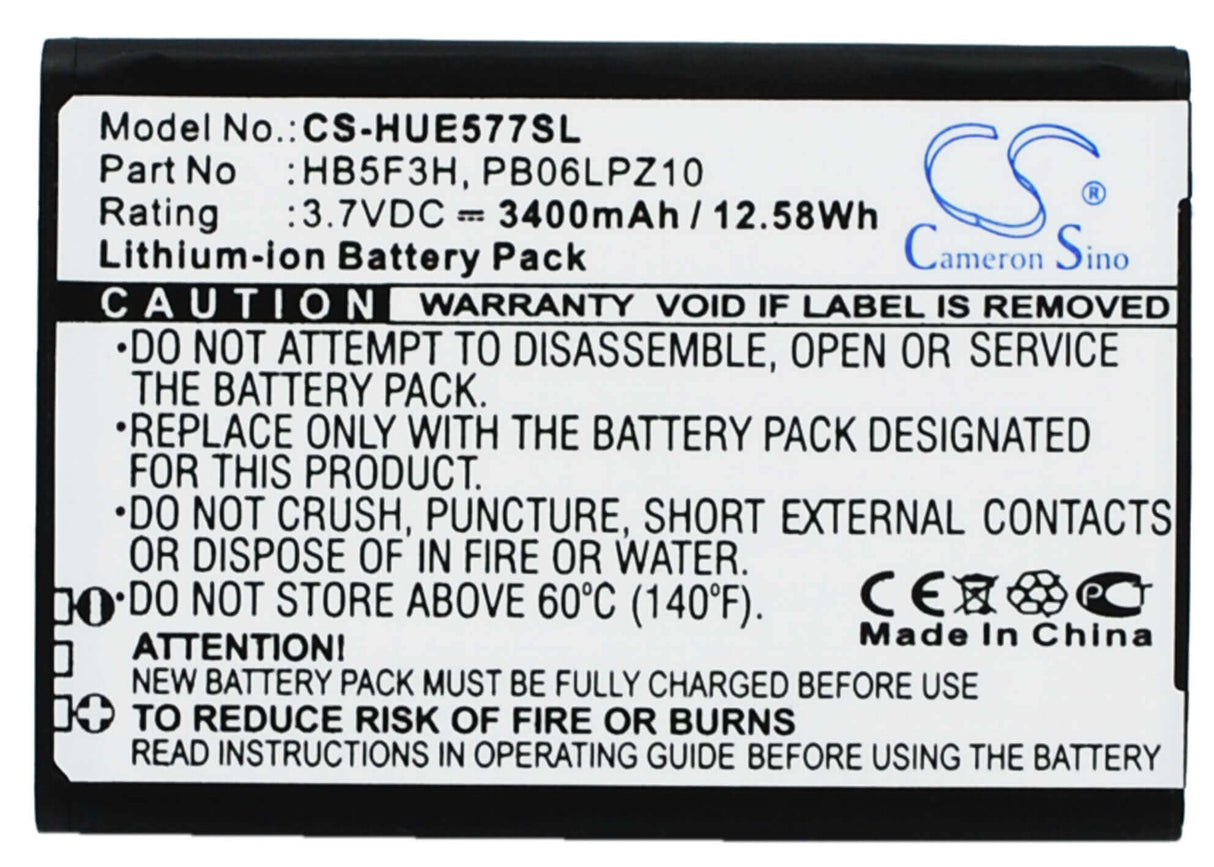 Model No.: CS-HUE577SL
Part No : HB5F3H, PB06LPZ10
Rating : 3.7VDC ⎓ 3400mAh / 12.58Wh
Lithium-ion Battery Pack
CS ®
Cameron Sino
CAUTION WARRANTY VOID IF LABEL IS REMOVED
•DO NOT ATTEMPT TO DISASSEMBLE, OPEN OR SERVICE
THE BATTERY PACK.
•REPLACE ONLY WITH THE BATTERY PACK DESIGNATED
FOR THIS PRODUCT.
•DO NOT CRUSH, PUNCTURE, SHORT EXTERNAL CONTACTS
OR DISPOSE OF IN FIRE OR WATER.
•DO NOT STORE ABOVE 60°C (140°F).
CE PCT
Made In China
ATTENTION!
NEW BATTERY PACK MUST BE FULLY CHARGED BEFORE USE
TO REDUCE RISK OF FIRE OR BURNS
READ INSTRUCTIONS IN OPERATING GUIDE BEFORE USING THE BATTERY